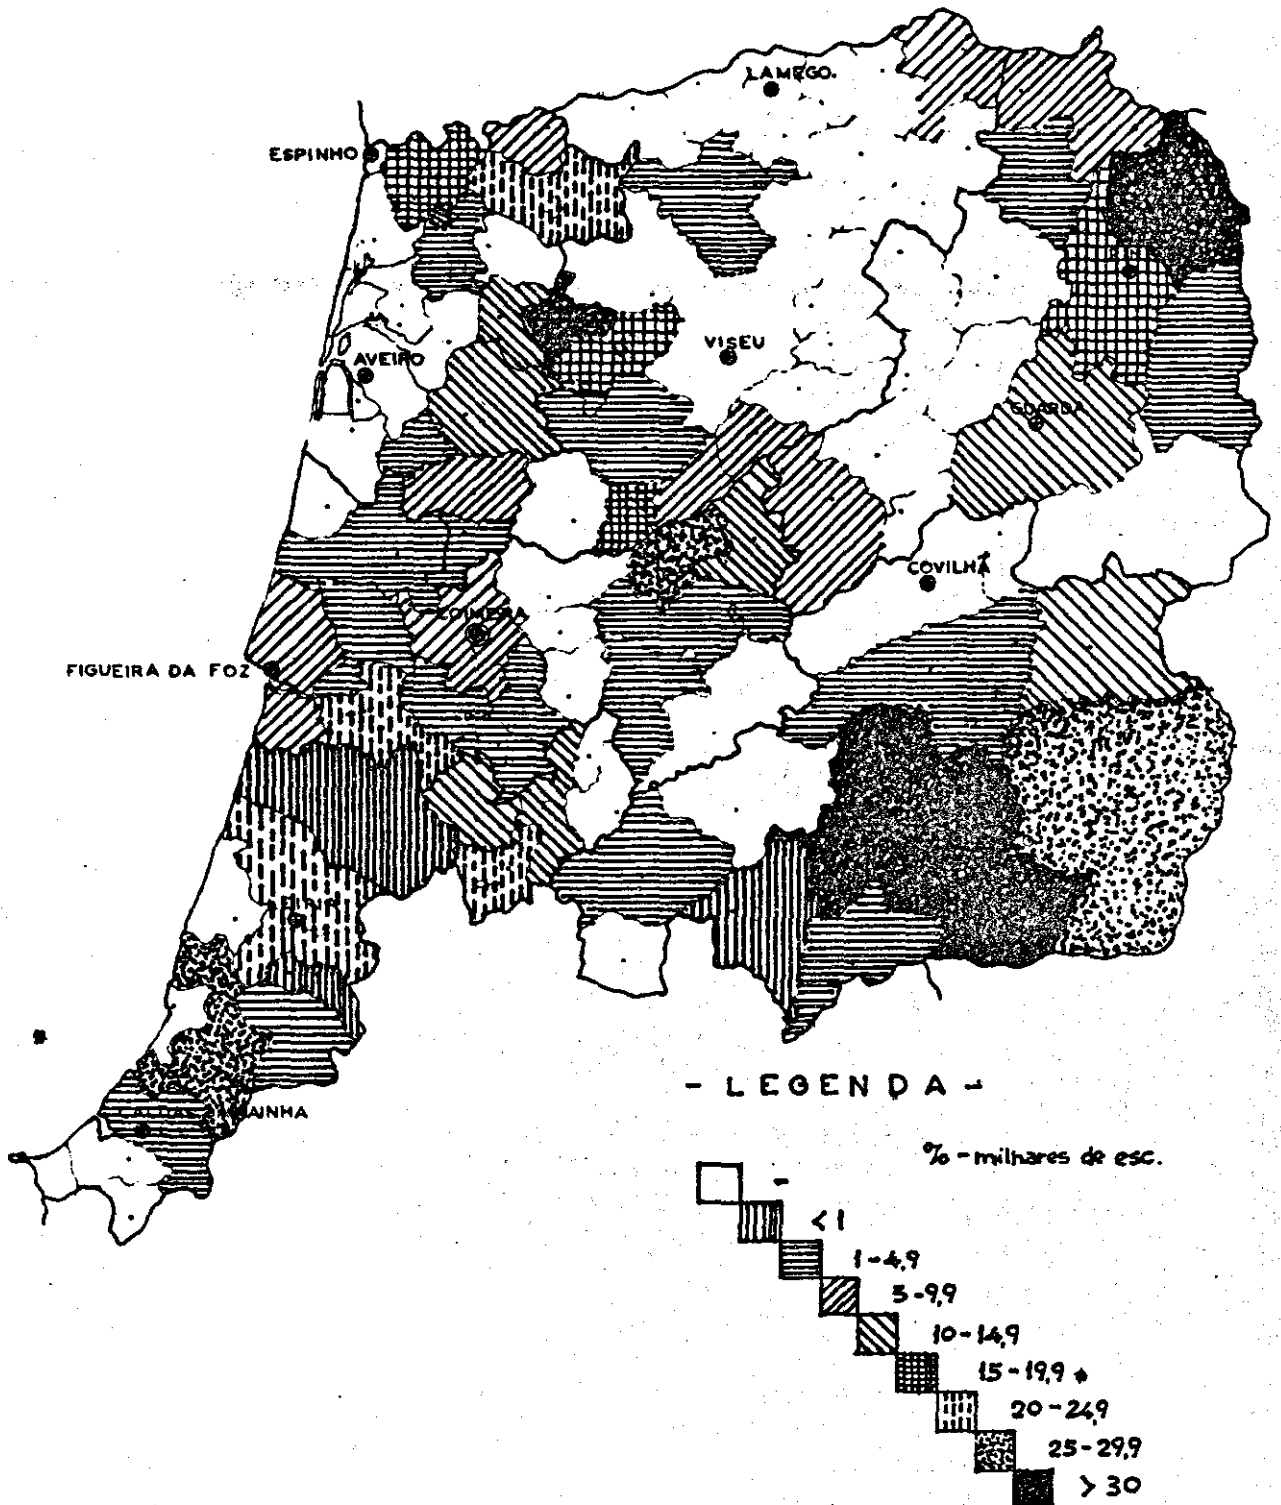 LAMEGO.
ESPINHO
VISEU
AVEIRO
GUARDA
COVILHÃ
COIMBRA
FIGUEIRA DA FOZ
- LEGENDA -
% - milhares de esc.
-
< 1
1 - 4,9
5 - 9,9
10 - 14,9
15 - 19,9 *
20 - 24,9
25 - 29,9
> 30